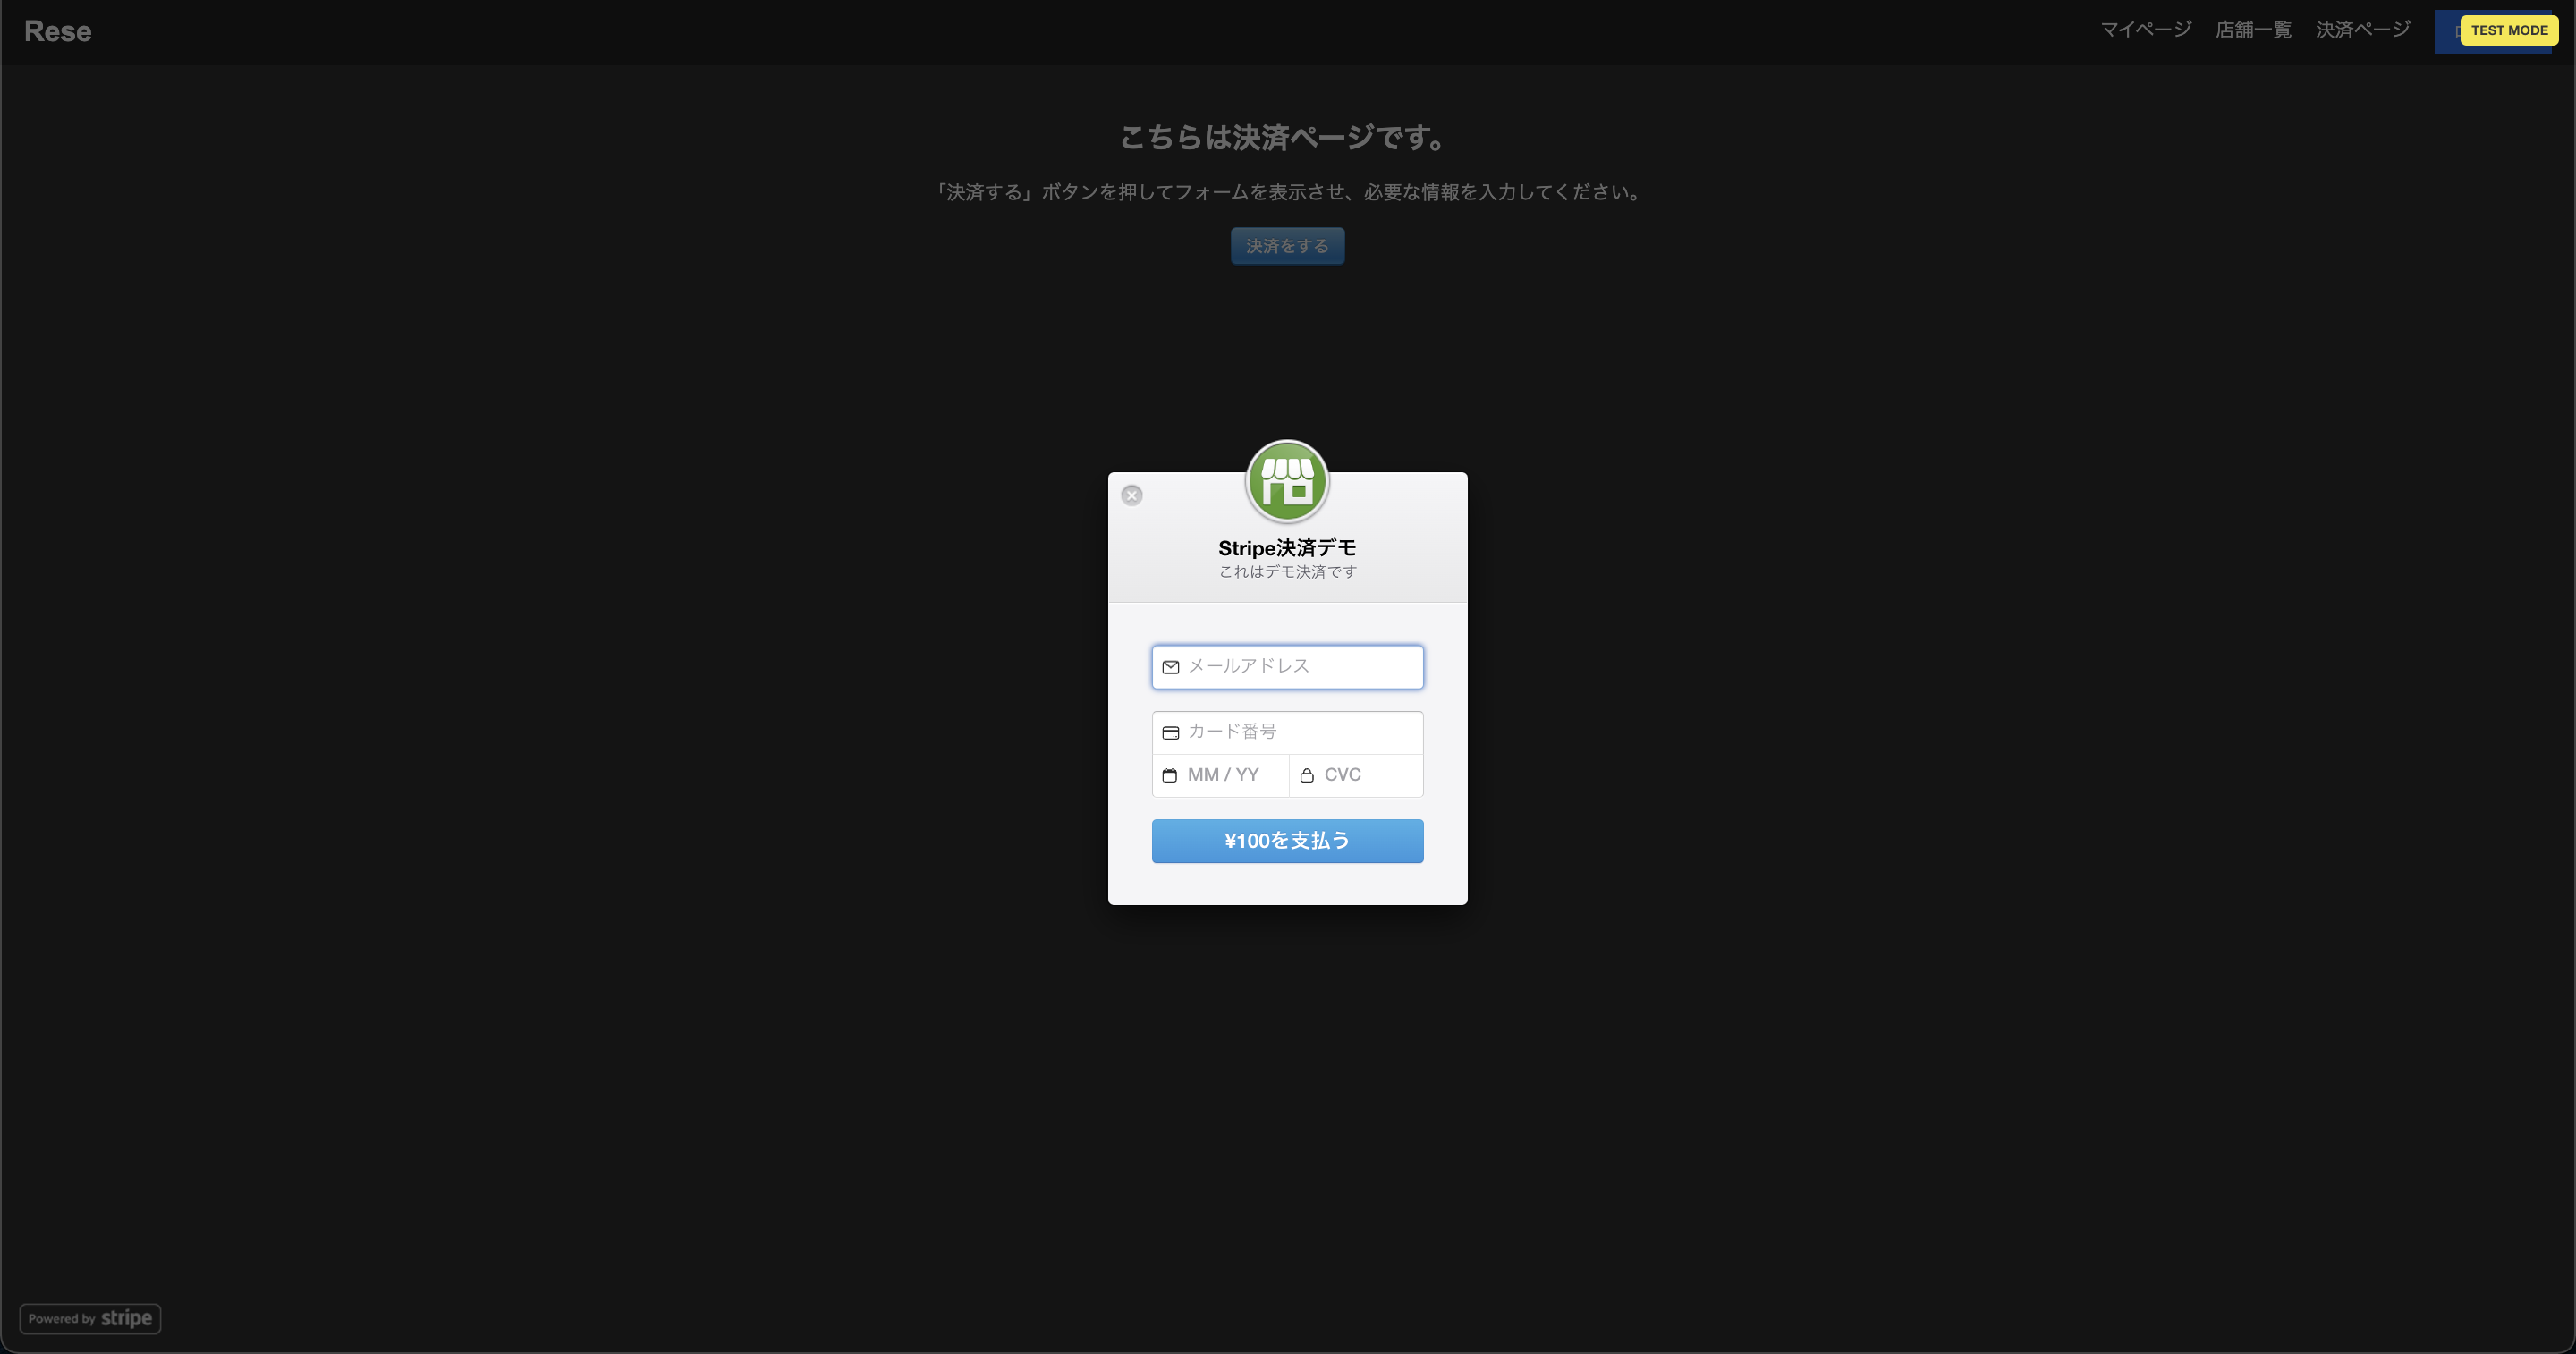 Rese
マイページ 店舗一覧 決済ページ
TEST MODE
こちらは決済ページです。
「決済する」ボタンを押してフォームを表示させ、必要な情報を入力してください。
決済をする
Stripe決済デモ
これはデモ決済です
メールアドレス
カード番号
MM / YY CVC
¥100を支払う
Powered by stripe